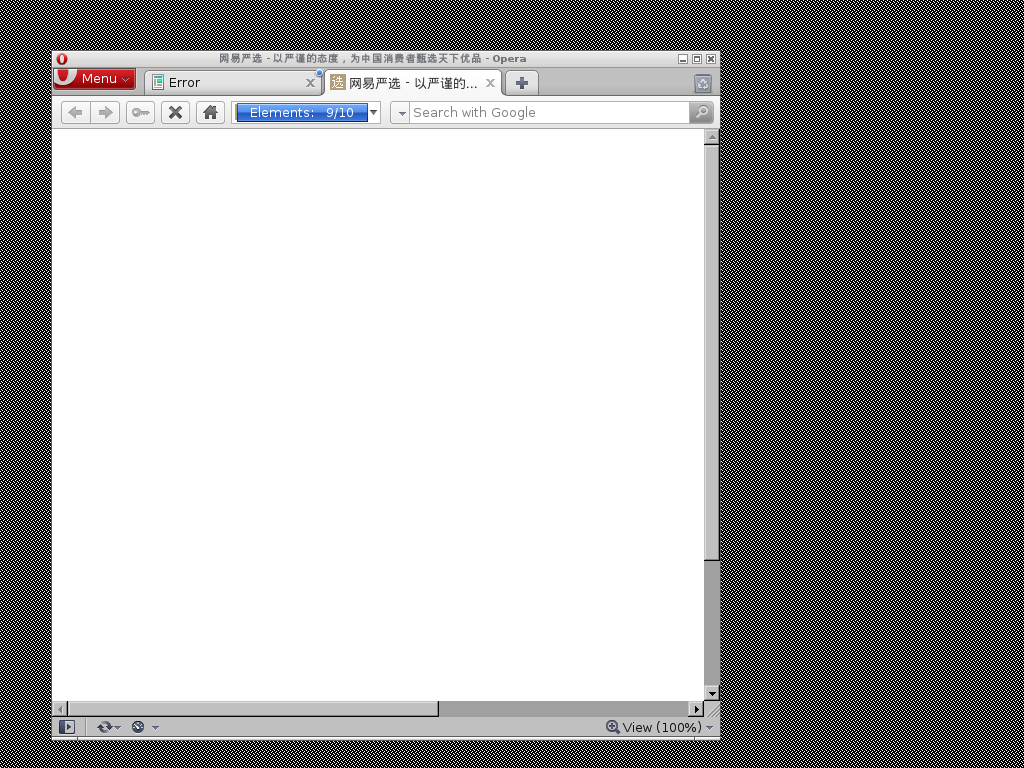 网易严选 - 以严谨的态度，为中国消费者甄选天下优品 - Opera
Menu
Error
选 网易严选 - 以严谨的...
Elements: 9/10
Search with Google
View (100%)